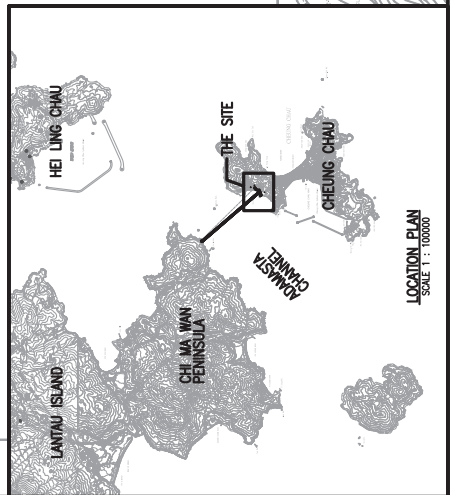 HEI LING CHAU
THE SITE
CHEUNG CHAU
ADAMASTA
CHANNEL
CHI MA WAN
PENINSULA
LANTAU ISLAND
LOCATION PLAN
SCALE 1 : 100000